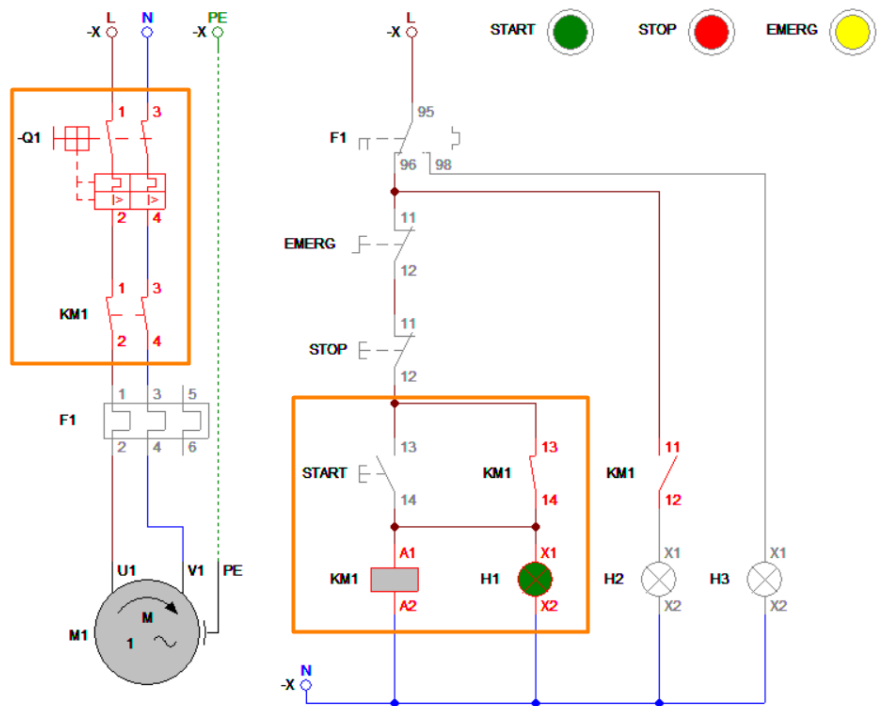 L N PE L
-X -X -X
START STOP EMERG
1 3
-Q1
I> I>
2 4
1 3
KM1
2 4
1 3 5
F1
2 4 6
U1 V1 PE
M
M1 1
95
F1
96 98
11
EMERG
12
11
STOP
12
13 13 11
START KM1 KM1
14 14 12
A1 X1 X1 X1
KM1 H1 H2 H3
A2 X2 X2 X2
N
-X